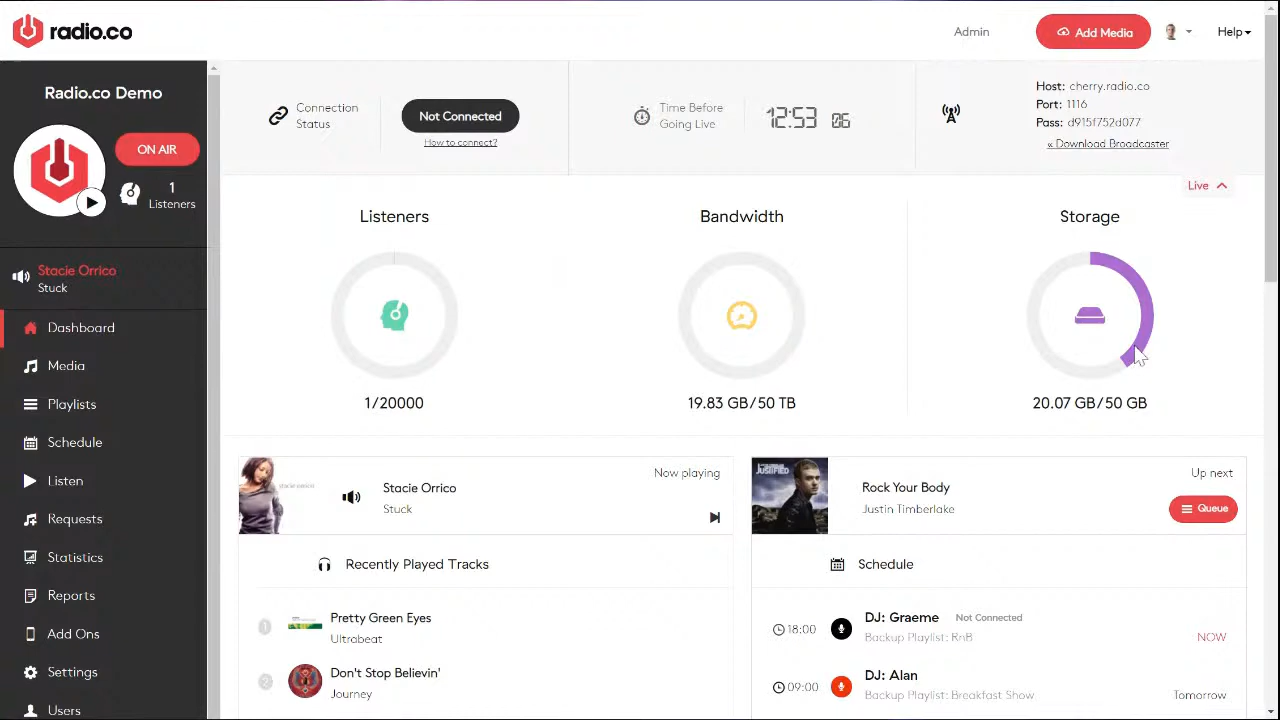 radio.co
Admin
Add Media
Help
Radio.co Demo
ON AIR
1
Listeners
Stacie Orrico
Stuck
Dashboard
Media
Playlists
Schedule
Listen
Requests
Statistics
Reports
Add Ons
Settings
Users
Connection
Status
Not Connected
How to connect?
Time Before
Going Live
12:53 06
Host: cherry.radio.co
Port: 1116
Pass: d915f752d077
« Download Broadcaster
Live
Listeners
1/20000
Bandwidth
19.83 GB/50 TB
Storage
20.07 GB/50 GB
stacie orrico
Stacie Orrico
Stuck
Now playing
JUSTIFIED
Rock Your Body
Justin Timberlake
Up next
Queue
Recently Played Tracks
1
Pretty Green Eyes
Ultrabeat
2
Don't Stop Believin'
Journey
Schedule
18:00
DJ: Graeme Not Connected
Backup Playlist: RnB
NOW
09:00
DJ: Alan
Backup Playlist: Breakfast Show
Tomorrow